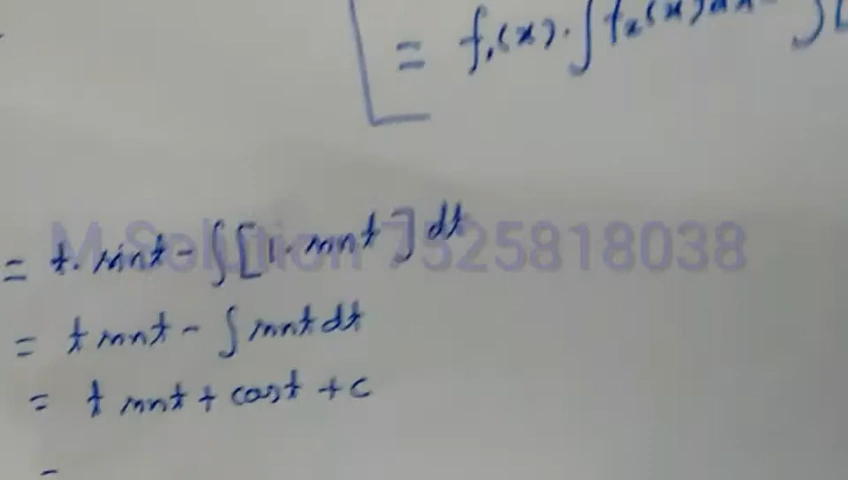 = f₁(x).∫f₂(x)dx - ∫[
= t. sint - ∫[1. sint] dt
M Solution 7525818038
= t sint - ∫ sint dt
= t sint + cost + c
=